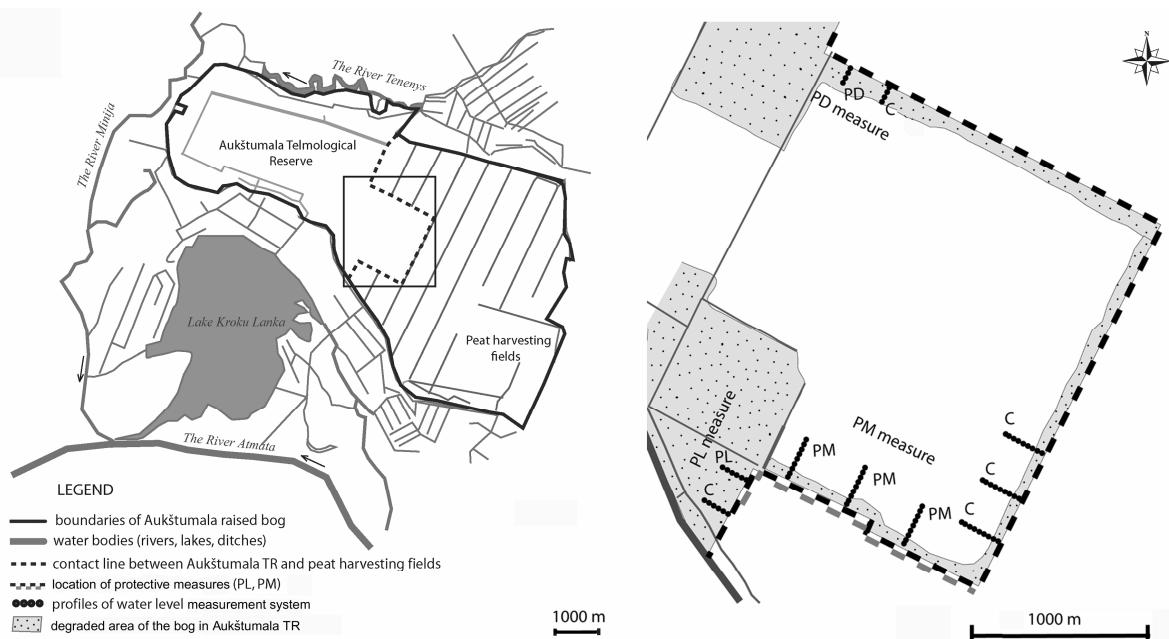 The River Tenenys
The River Minija
Aukštumala Telmological
Reserve
Lake Kroku Lanka
Peat harvesting
fields
The River Atmata
LEGEND
boundaries of Aukštumala raised bog
water bodies (rivers, lakes, ditches)
contact line between Aukštumala TR and peat harvesting fields
location of protective measures (PL, PM)
profiles of water level measurement system
degraded area of the bog in Aukštumala TR
1000 m
N
PD
C
PD measure
PL measure
PL
C
PM measure
PM
PM
PM
C
C
C
1000 m